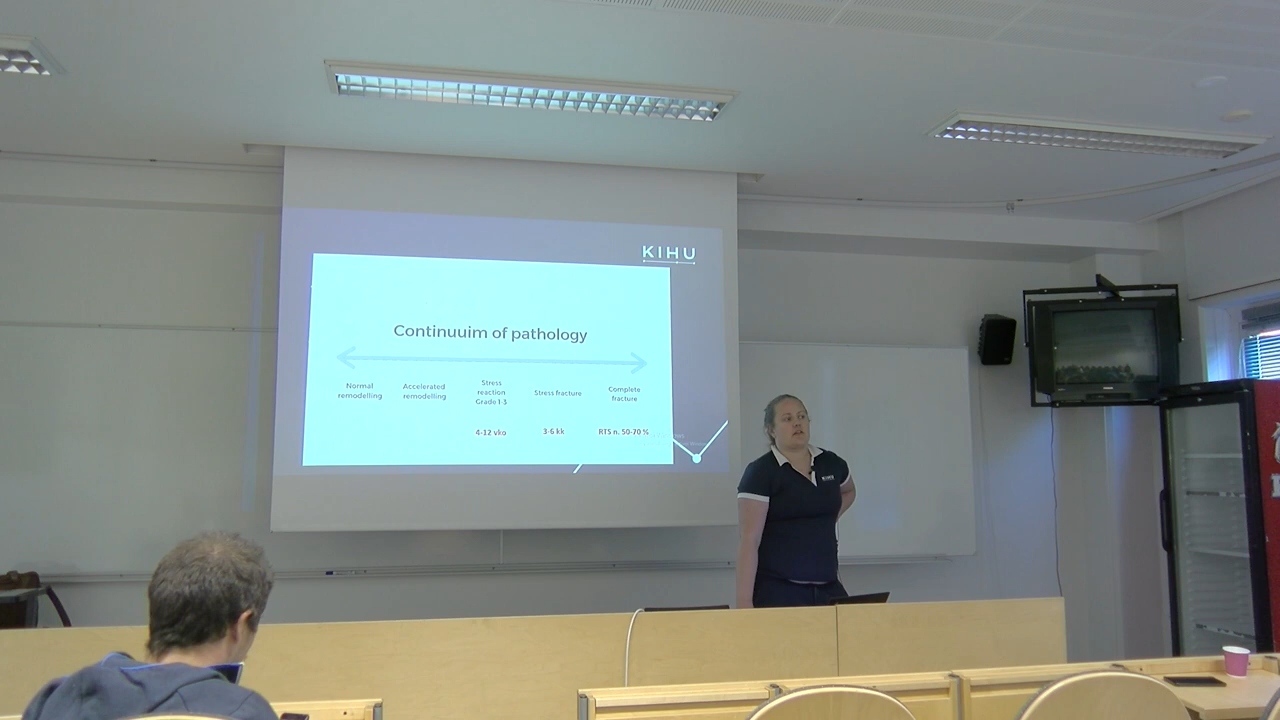 KIHU
Continuuim of pathology
Normal
remodelling
Accelerated
remodelling
Stress
reaction
Grade 1-3
Stress fracture
Complete
fracture
4-12 vko
3-6 kk
RTS n. 50-70 %
KIHU